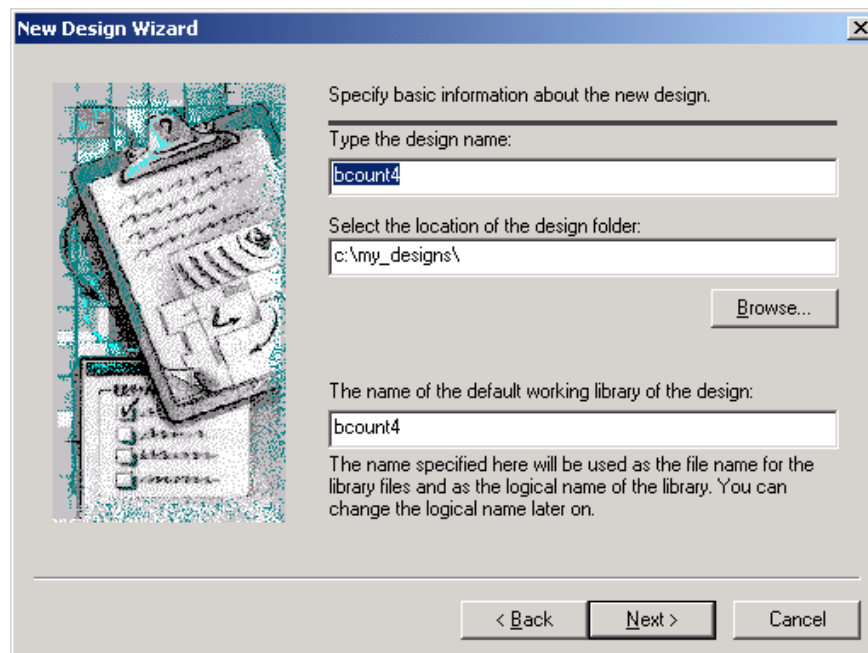 New Design Wizard
Specify basic information about the new design.
Type the design name:
bcount4
Select the location of the design folder:
c:\my_designs\
Browse...
The name of the default working library of the design:
bcount4
The name specified here will be used as the file name for the
library files and as the logical name of the library. You can
change the logical name later on.
< Back
Next >
Cancel